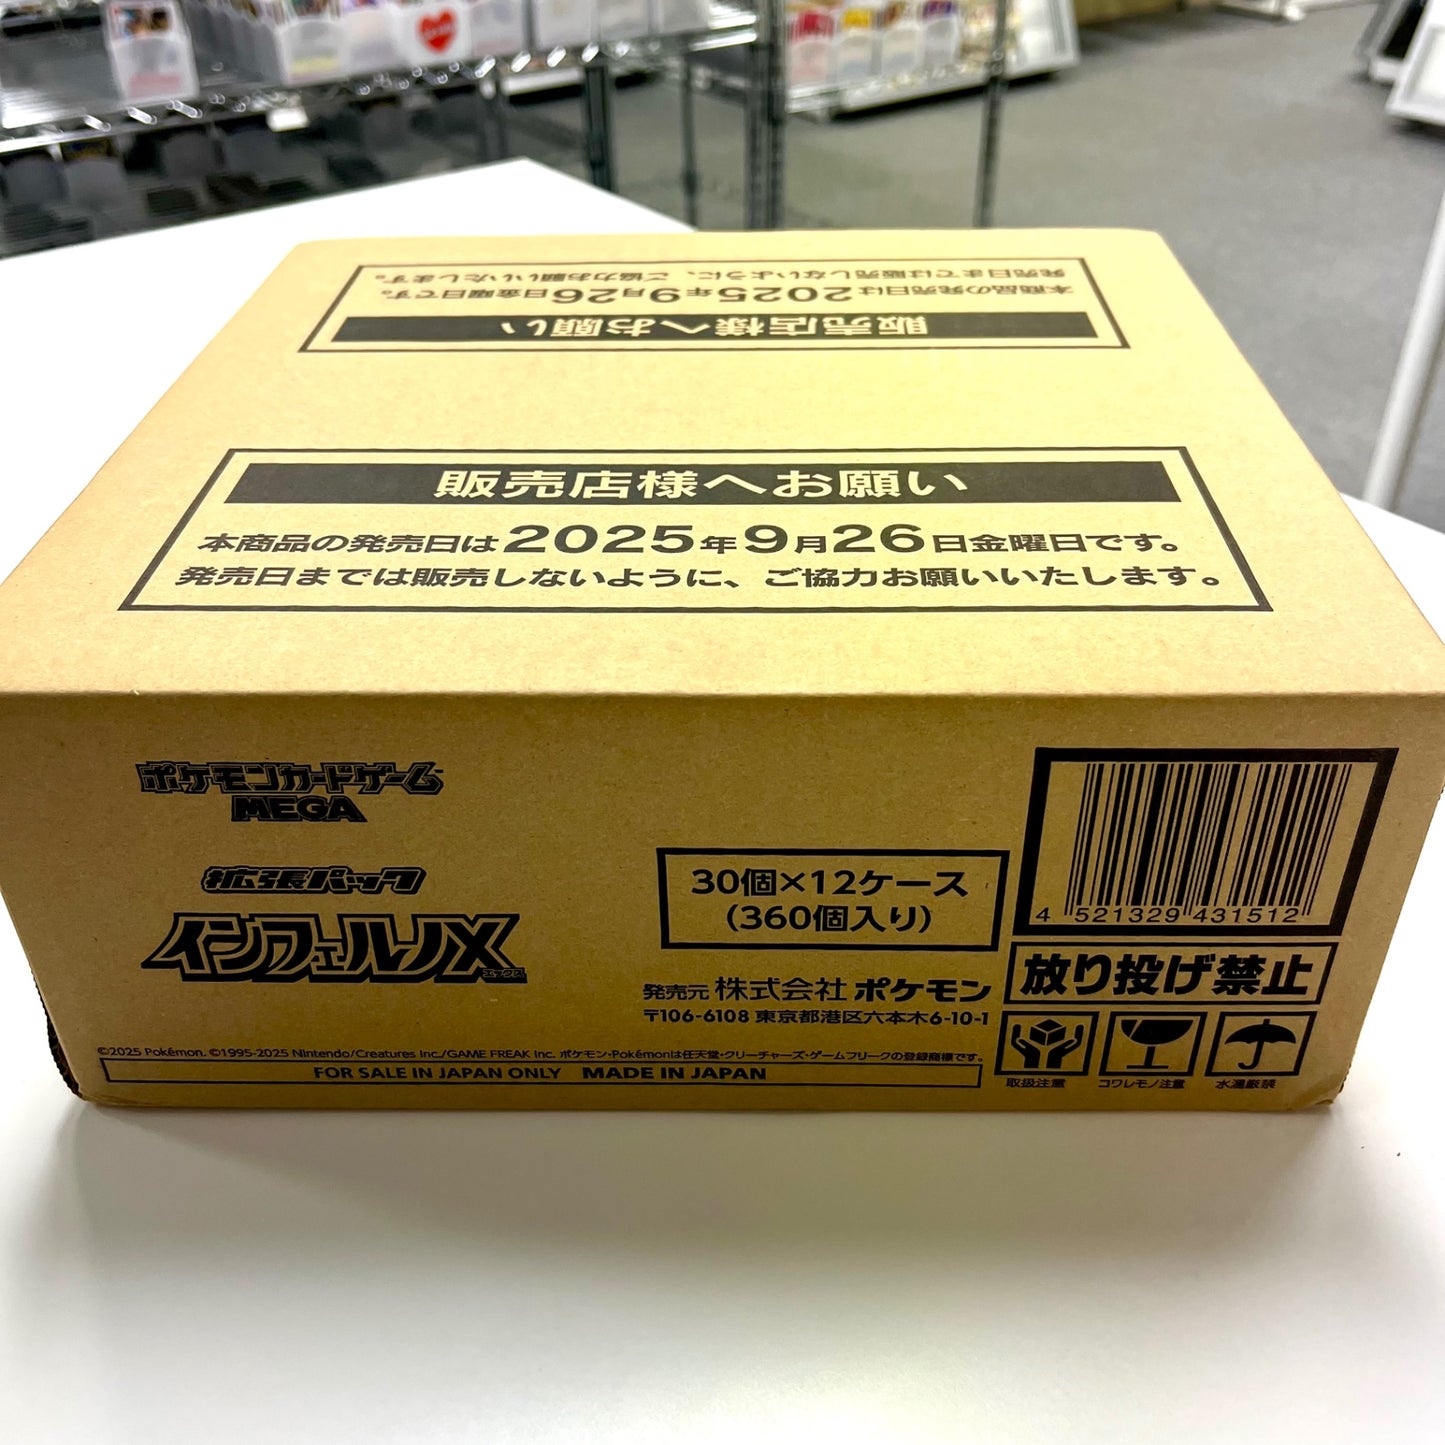 本商品の発売日は2025年9月26日金曜日です。
発売日までは販売しないように、ご協力お願いいたします。
販売店様へお願い
販売店様へお願い
本商品の発売日は2025年9月26日金曜日です。
発売日までは販売しないように、ご協力お願いいたします。
ポケモンカードゲーム
MEGA
拡張パック
インフェルノX
エックス
30個×12ケース
(360個入り)
4 521329 431512
発売元 株式会社 ポケモン
〒106-6108 東京都港区六本木6-10-1
放り投げ禁止
取扱注意
コワレモノ注意
水濡厳禁
©2025 Pokémon. ©1995-2025 Nintendo/Creatures Inc./GAME FREAK Inc. ポケモン・Pokémonは任天堂・クリーチャーズ・ゲームフリークの登録商標です。
FOR SALE IN JAPAN ONLY MADE IN JAPAN